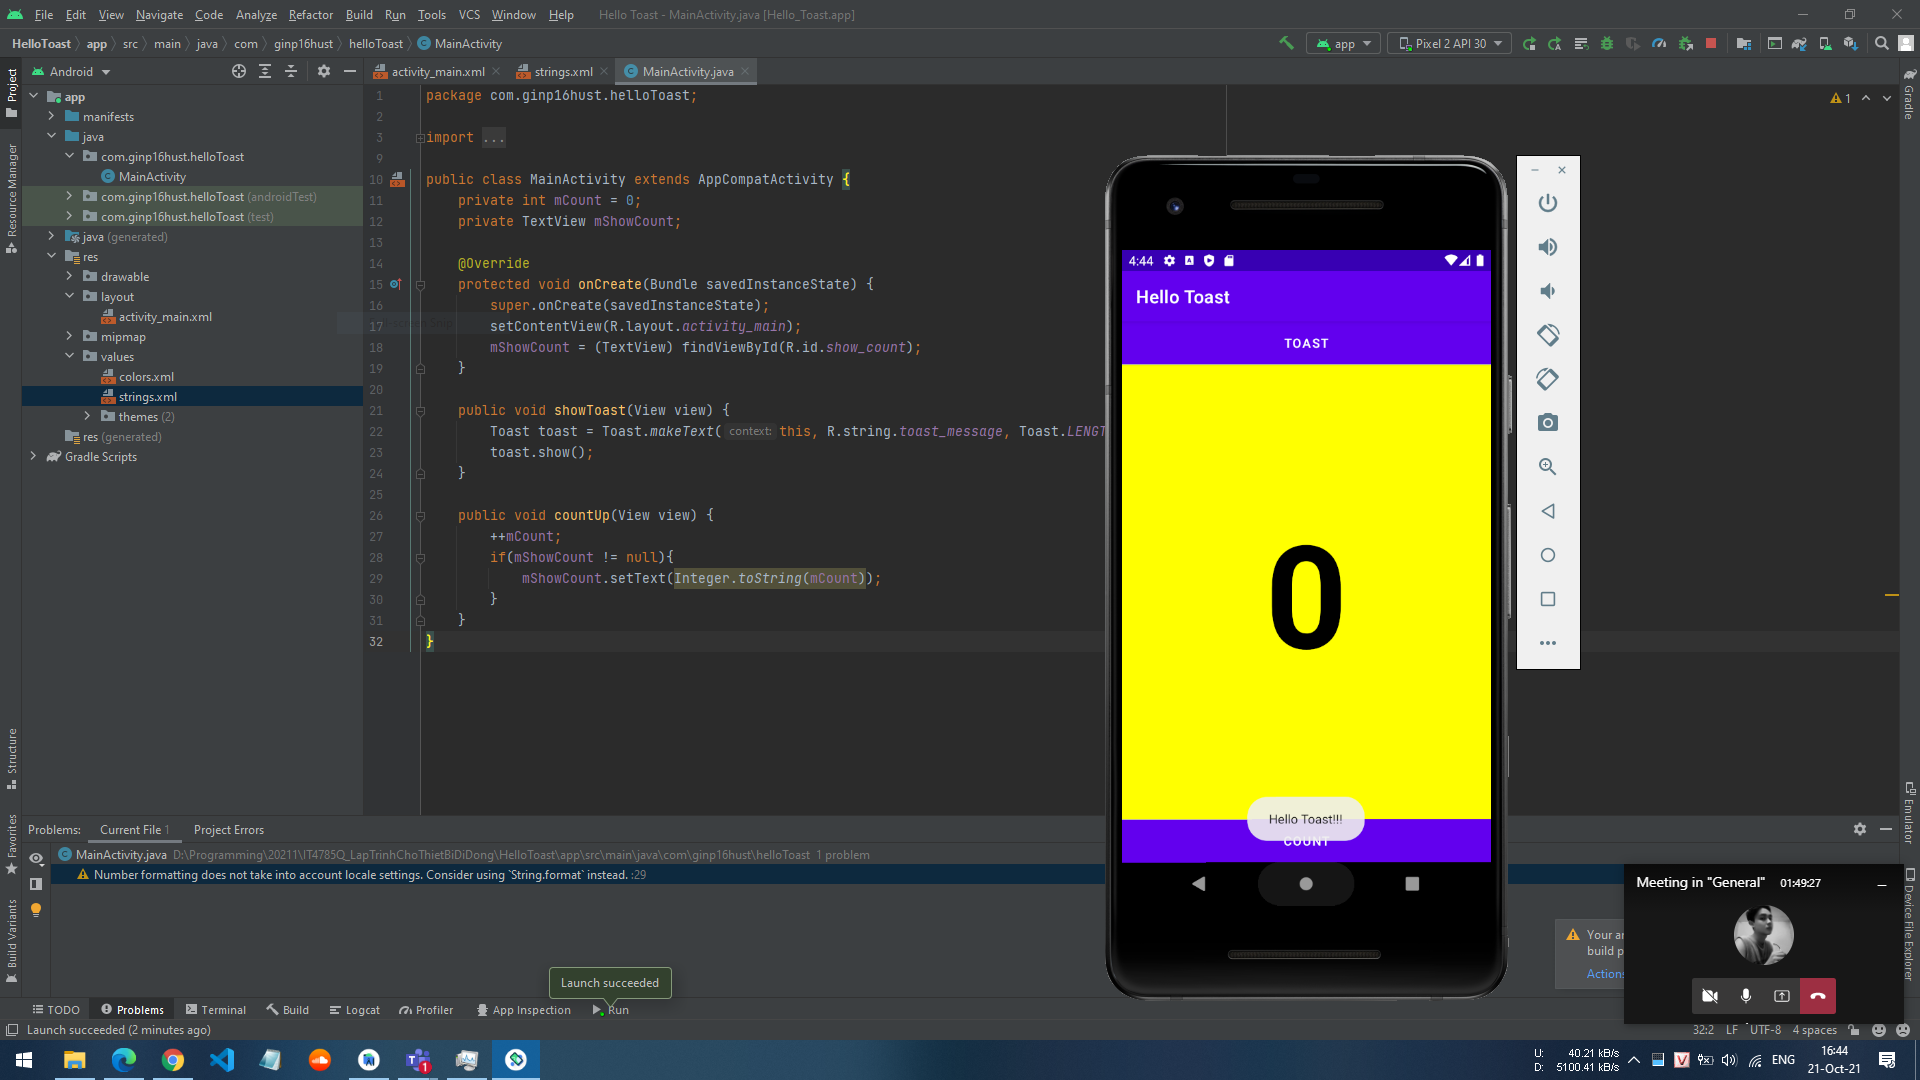 File Edit View Navigate Code Analyze Refactor Build Run Tools VCS Window Help Hello Toast - MainActivity.java [Hello_Toast.app]
HelloToast app src main java com ginp16hust helloToast MainActivity
app Pixel 2 API 30
Project
Resource Manager
Structure
Favorites
Build Variants
Android
app
manifests
java
com.ginp16hust.helloToast
MainActivity
com.ginp16hust.helloToast (androidTest)
com.ginp16hust.helloToast (test)
java (generated)
res
drawable
layout
activity_main.xml
mipmap
values
colors.xml
strings.xml
themes (2)
res (generated)
Gradle Scripts
activity_main.xml strings.xml MainActivity.java
1 package com.ginp16hust.helloToast;
2
3 import ...
9
10 public class MainActivity extends AppCompatActivity {
11 private int mCount = 0;
12 private TextView mShowCount;
13
14 @Override
15 protected void onCreate(Bundle savedInstanceState) {
16 super.onCreate(savedInstanceState);
17 setContentView(R.layout.activity_main);
18 mShowCount = (TextView) findViewById(R.id.show_count);
19 }
20
21 public void showToast(View view) {
22 Toast toast = Toast.makeText( context: this, R.string.toast_message, Toast.LENGT
23 toast.show();
24 }
25
26 public void countUp(View view) {
27 ++mCount;
28 if(mShowCount != null){
29 mShowCount.setText(Integer.toString(mCount));
30 }
31 }
32 }
1
4:44
Hello Toast
TOAST
0
Hello Toast!!!
COUNT
Gradle
Emulator
Device File Explorer
Problems: Current File 1 Project Errors
MainActivity.java D:\Programming\20211\IT4785Q_LapTrinhChoThietBiDiDong\HelloToast\app\src\main\java\com\ginp16hust\helloToast 1 problem
Number formatting does not take into account locale settings. Consider using `String.format` instead. :29
Launch succeeded
Your
build
Actions
Meeting in "General" 01:49:27
TODO Problems Terminal Build Logcat Profiler App Inspection Run
Launch succeeded (2 minutes ago)
32:2 LF UTF-8 4 spaces
1
U: 40.21 kB/s
D: 5100.41 kB/s
ENG
16:44
21-Oct-21